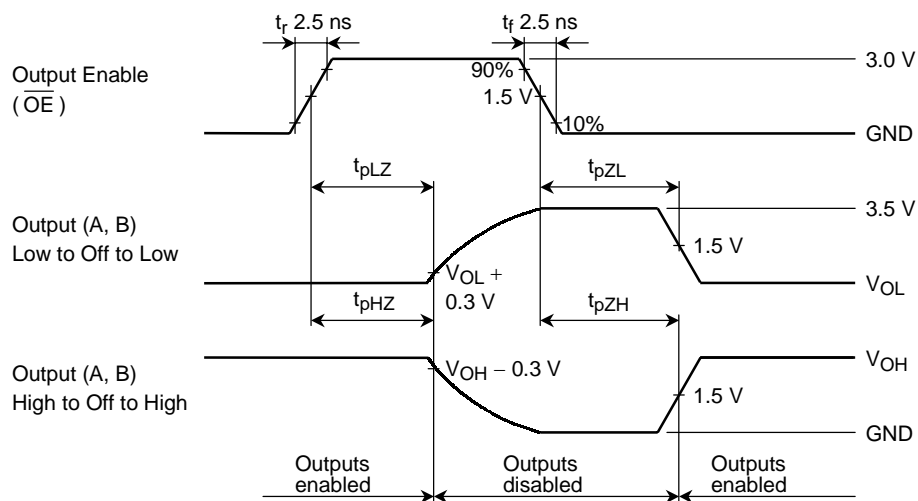 tr 2.5 ns
tf 2.5 ns
Output Enable
( OE )
90%
1.5 V
10%
3.0 V
GND
tpLZ
tpZL
Output (A, B)
Low to Off to Low
3.5 V
1.5 V
VOL +
0.3 V
VOL
tpHZ
tpZH
Output (A, B)
High to Off to High
VOH − 0.3 V
VOH
1.5 V
GND
Outputs
enabled
Outputs
disabled
Outputs
enabled